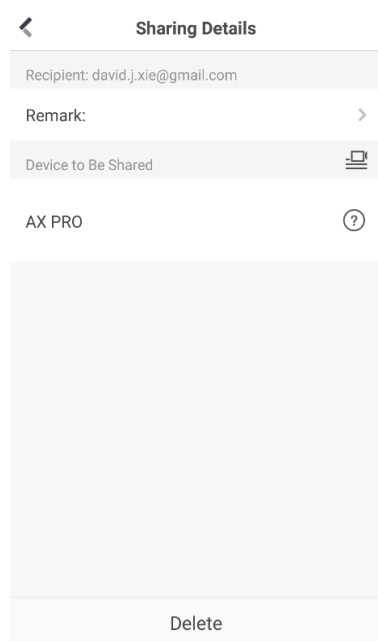 Sharing Details
Recipient: david.j.xie@gmail.com
Remark:
Device to Be Shared
AX PRO
?
Delete